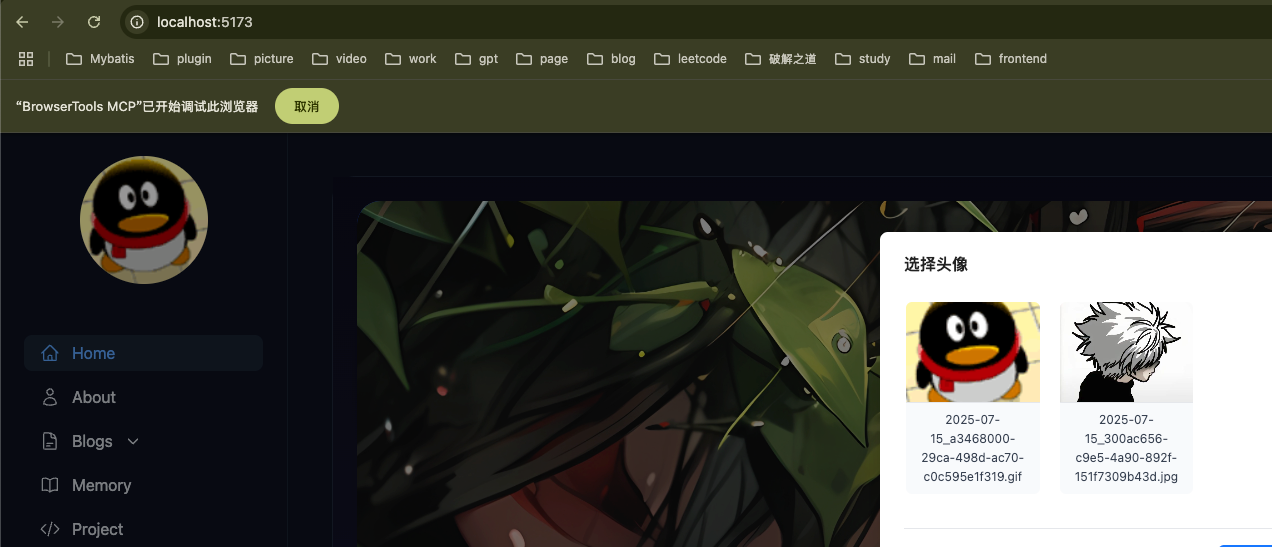 localhost:5173
Mybatis plugin picture video work gpt page blog leetcode 破解之道 study mail frontend
“BrowserTools MCP”已开始调试此浏览器 取消
选择头像
Home
About
Blogs
Memory
Project
2025-07-
15_a3468000-
29ca-498d-ac70-
c0c595e1f319.gif
2025-07-
15_300ac656-
c9e5-4a90-892f-
151f7309b43d.jpg